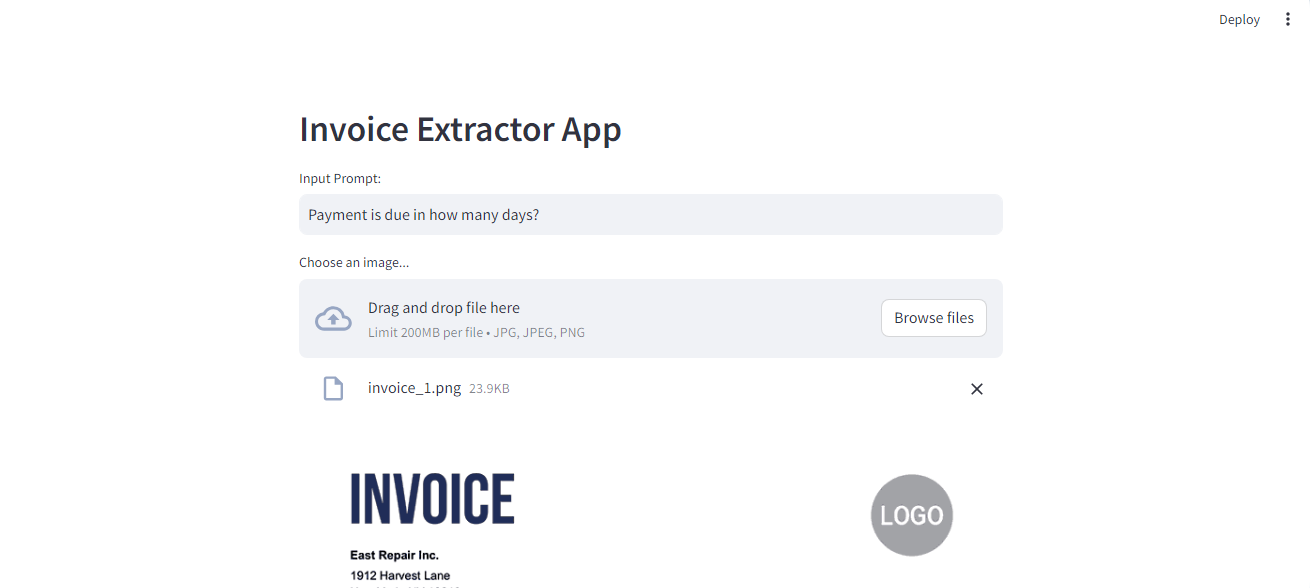 Deploy
Invoice Extractor App
Input Prompt:
Payment is due in how many days?
Choose an image...
Drag and drop file here
Limit 200MB per file • JPG, JPEG, PNG
Browse files
invoice_1.png 23.9KB
INVOICE
LOGO
East Repair Inc.
1912 Harvest Lane